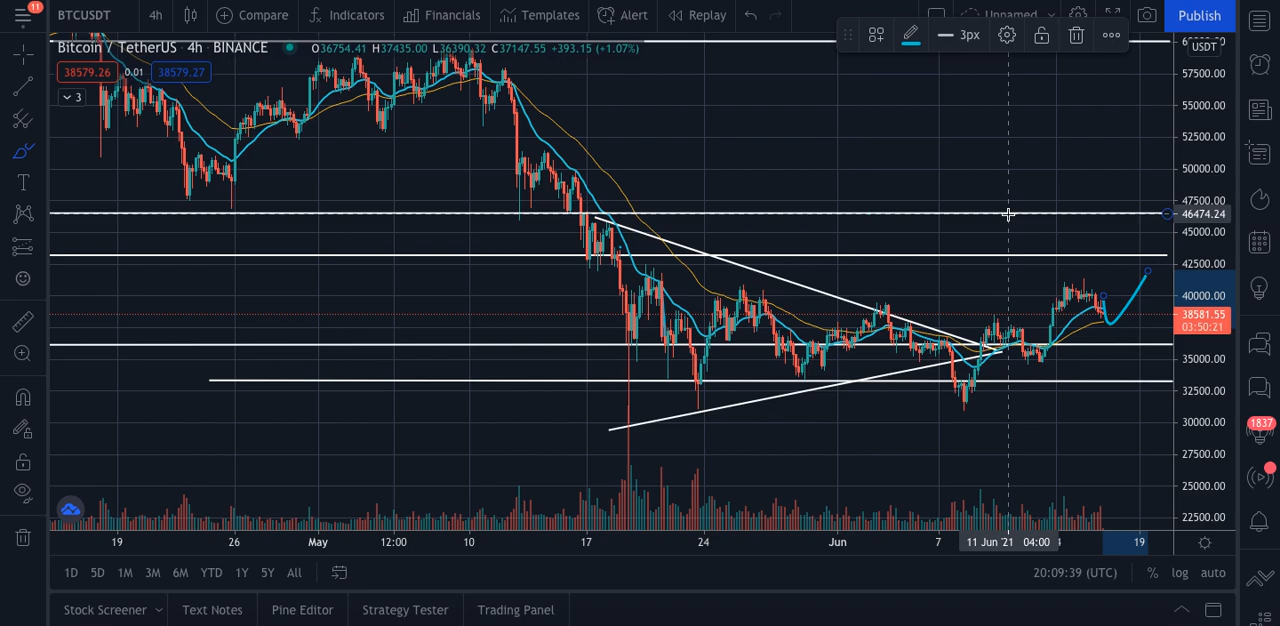 11
BTCUSDT 4h Compare Indicators Financials Templates Alert Replay Unnamed Publish
3px
Bitcoin / TetherUS · 4h · BINANCE O36754.41 H37435.00 L36390.32 C37147.55 +393.15 (+1.07%)
USDT
38579.26 0.01 38579.27
3
57500.00
55000.00
52500.00
50000.00
47500.00
46474.24
45000.00
42500.00
40000.00
38581.55
03:50:21
35000.00
32500.00
30000.00
27500.00
25000.00
22500.00
1837
19 26 May 12:00 10 17 24 Jun 7 11 Jun '21 04:00 19
1D 5D 1M 3M 6M YTD 1Y 5Y All 20:09:39 (UTC) % log auto
Stock Screener Text Notes Pine Editor Strategy Tester Trading Panel